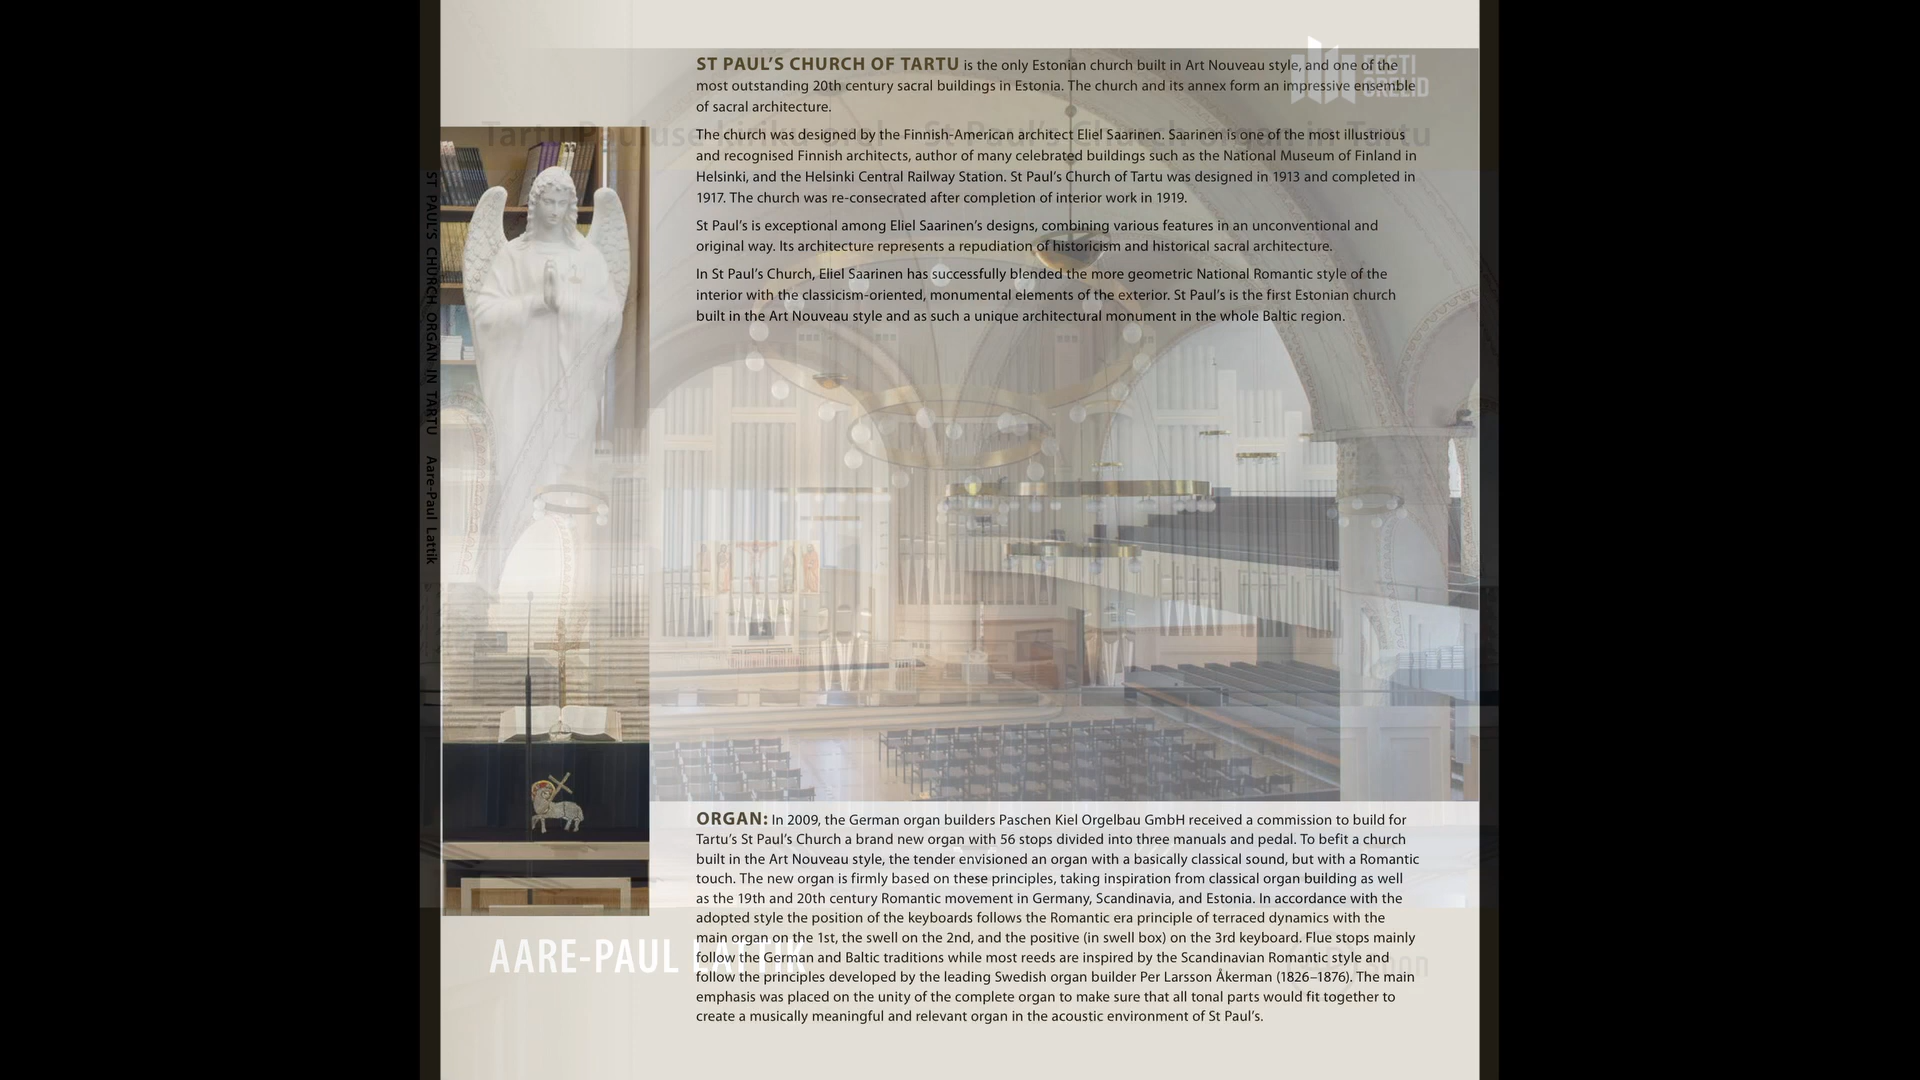 EESTI
ORELID
Tartu Pauluse kiriku orel - St Paul's Church organ in Tartu
ST PAUL'S CHURCH ORGAN IN TARTU Aare-Paul Lattik
ST PAUL'S CHURCH OF TARTU is the only Estonian church built in Art Nouveau style, and one of the
most outstanding 20th century sacral buildings in Estonia. The church and its annex form an impressive ensemble
of sacral architecture.
The church was designed by the Finnish-American architect Eliel Saarinen. Saarinen is one of the most illustrious
and recognised Finnish architects, author of many celebrated buildings such as the National Museum of Finland in
Helsinki, and the Helsinki Central Railway Station. St Paul's Church of Tartu was designed in 1913 and completed in
1917. The church was re-consecrated after completion of interior work in 1919.
St Paul's is exceptional among Eliel Saarinen's designs, combining various features in an unconventional and
original way. Its architecture represents a repudiation of historicism and historical sacral architecture.
In St Paul's Church, Eliel Saarinen has successfully blended the more geometric National Romantic style of the
interior with the classicism-oriented, monumental elements of the exterior. St Paul's is the first Estonian church
built in the Art Nouveau style and as such a unique architectural monument in the whole Baltic region.
ORGAN: In 2009, the German organ builders Paschen Kiel Orgelbau GmbH received a commission to build for
Tartu's St Paul's Church a brand new organ with 56 stops divided into three manuals and pedal. To befit a church
built in the Art Nouveau style, the tender envisioned an organ with a basically classical sound, but with a Romantic
touch. The new organ is firmly based on these principles, taking inspiration from classical organ building as well
as the 19th and 20th century Romantic movement in Germany, Scandinavia, and Estonia. In accordance with the
adopted style the position of the keyboards follows the Romantic era principle of terraced dynamics with the
main organ on the 1st, the swell on the 2nd, and the positive (in swell box) on the 3rd keyboard. Flue stops mainly
follow the German and Baltic traditions while most reeds are inspired by the Scandinavian Romantic style and
follow the principles developed by the leading Swedish organ builder Per Larsson Åkerman (1826–1876). The main
emphasis was placed on the unity of the complete organ to make sure that all tonal parts would fit together to
create a musically meaningful and relevant organ in the acoustic environment of St Paul's.
AARE-PAUL LATTIK